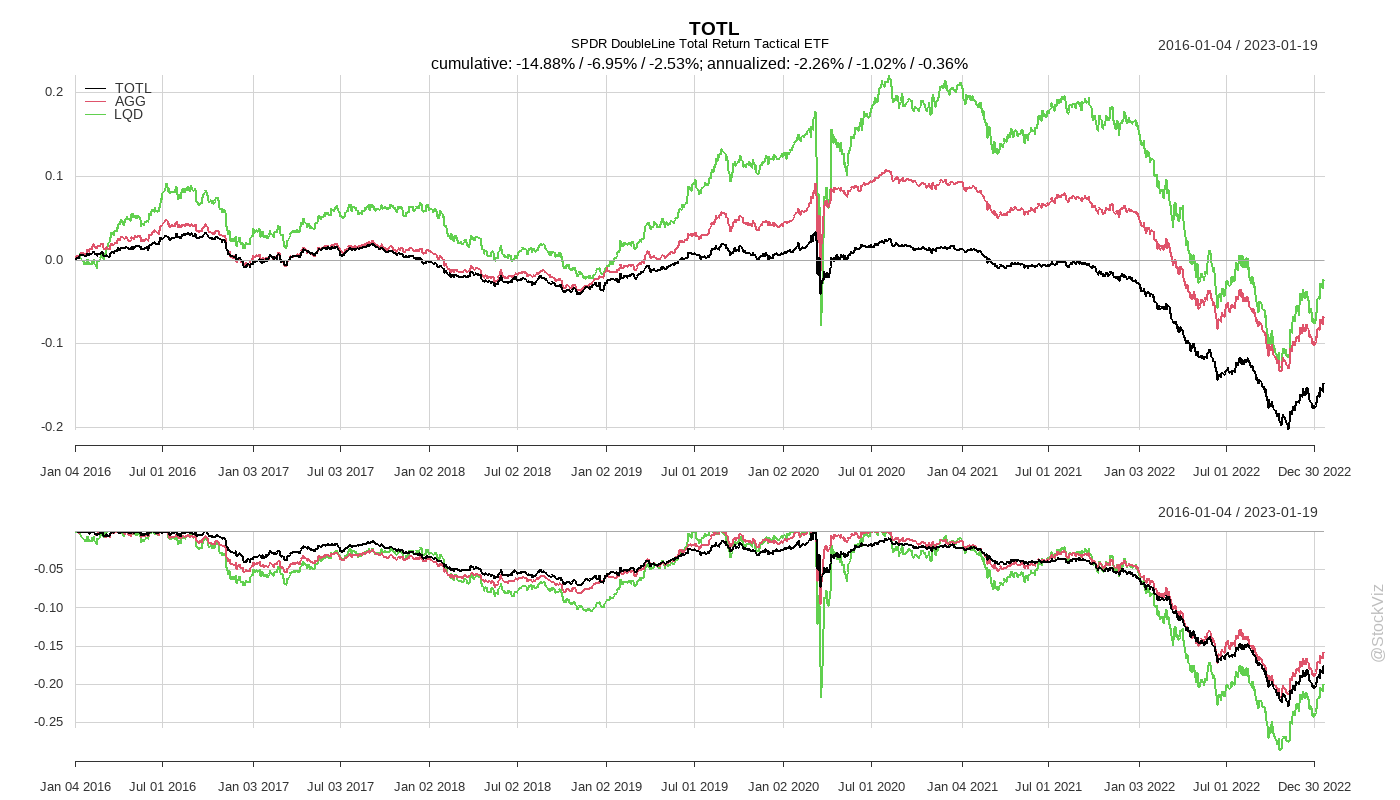 TOTL
SPDR DoubleLine Total Return Tactical ETF
2016-01-04 / 2023-01-19
cumulative: -14.88% / -6.95% / -2.53%; annualized: -2.26% / -1.02% / -0.36%
TOTL
AGG
LQD
0.2
0.1
0.0
-0.1
-0.2
Jan 04 2016 Jul 01 2016 Jan 03 2017 Jul 03 2017 Jan 02 2018 Jul 02 2018 Jan 02 2019 Jul 01 2019 Jan 02 2020 Jul 01 2020 Jan 04 2021 Jul 01 2021 Jan 03 2022 Jul 01 2022 Dec 30 2022
2016-01-04 / 2023-01-19
-0.05
-0.10
-0.15
-0.20
-0.25
Jan 04 2016 Jul 01 2016 Jan 03 2017 Jul 03 2017 Jan 02 2018 Jul 02 2018 Jan 02 2019 Jul 01 2019 Jan 02 2020 Jul 01 2020 Jan 04 2021 Jul 01 2021 Jan 03 2022 Jul 01 2022 Dec 30 2022
@StockViz